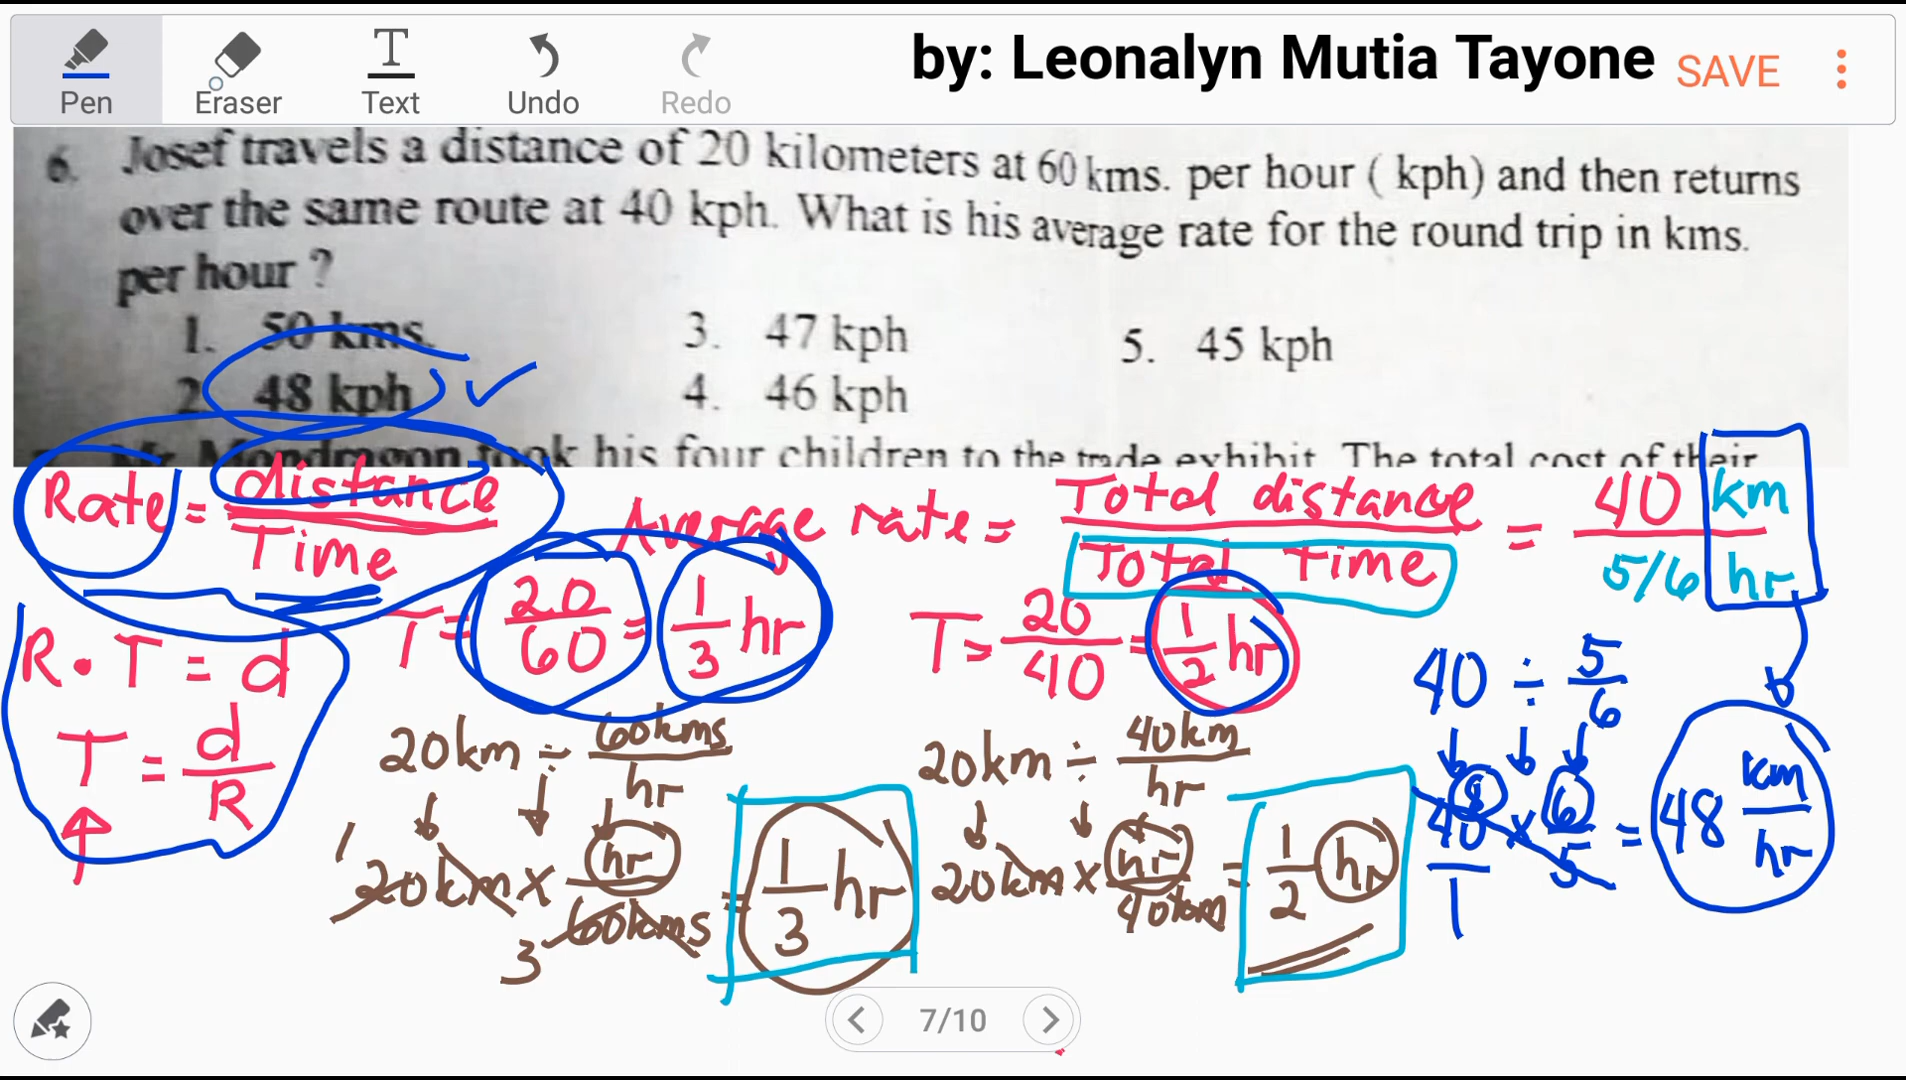 by: Leonalyn Mutia Tayone
SAVE
Pen
Eraser
Text
Undo
Redo
6. Josef travels a distance of 20 kilometers at 60 kms. per hour ( kph) and then returns
over the same route at 40 kph. What is his average rate for the round trip in kms.
per hour ?
1. 50 kms.
3. 47 kph
5. 45 kph
2. 48 kph ✓
4. 46 kph
Mr. Mondragon took his four children to the trade exhibit. The total cost of their
Rate = distance / Time
Average rate = Total distance / Total Time = 40 km / 5/6 hr
R • T = d
T = 20/60 = 1/3 hr
T = 20/40 = 1/2 hr
40 ÷ 5/6
T = d/R
20km ÷ 60kms/hr
20km ÷ 40km/hr
1 20km x hr/60kms 3 = 1/3 hr
20km x hr/40km = 1/2 hr
8 40/1 x 6/5 = 48 km/hr
7/10